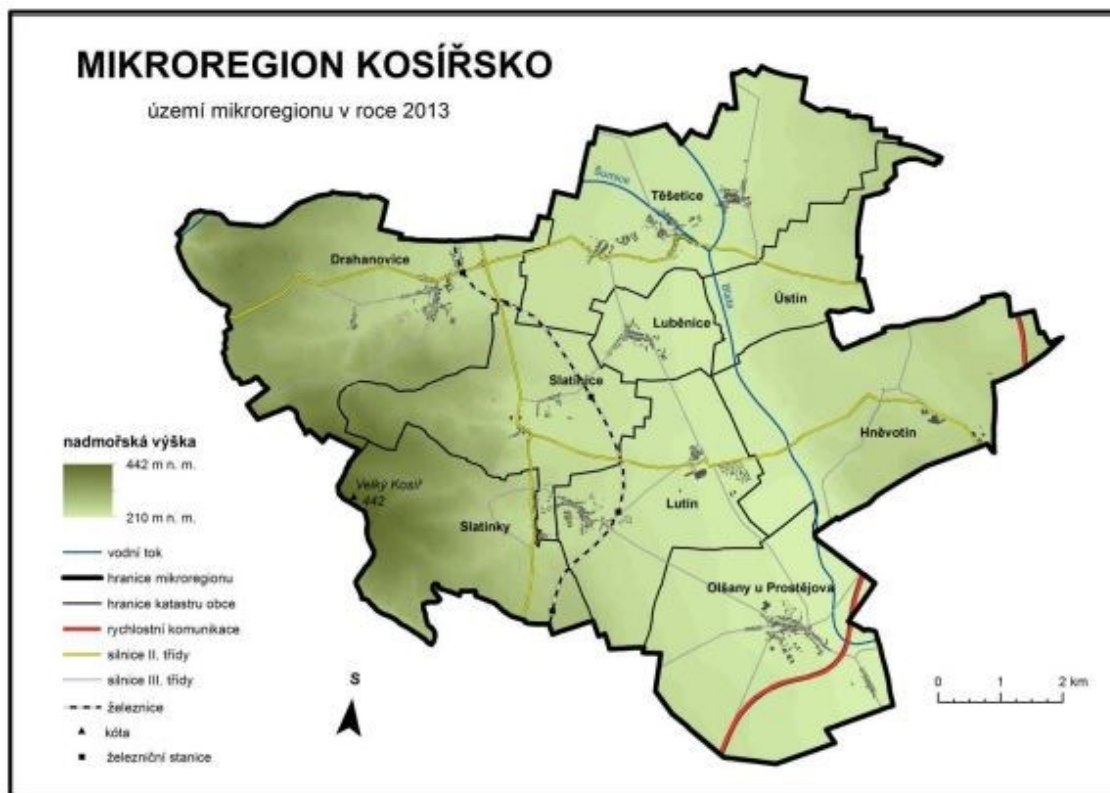 MIKROREGION KOSÍŘSKO
území mikroregionu v roce 2013
Šumice
Těšetice
Drahanovice
Blata
Ústín
Luběnice
Slatinice
Hněvotín
Velký Kosíř
442
Slatinky
Lutín
Olšany u Prostějova
nadmořská výška
442 m n. m.
210 m n. m.
vodní tok
hranice mikroregionu
hranice katastru obce
rychlostní komunikace
silnice II. třídy
silnice III. třídy
železnice
kóta
železniční stanice
S
0 1 2 km